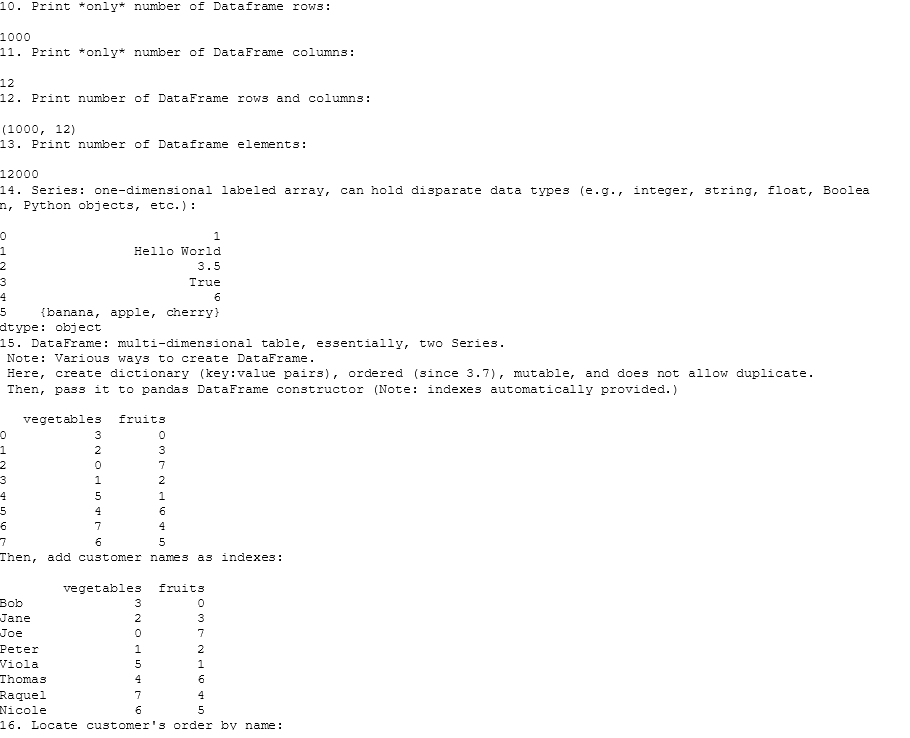 10. Print *only* number of Dataframe rows:
1000
11. Print *only* number of DataFrame columns:
12
12. Print number of DataFrame rows and columns:
(1000, 12)
13. Print number of Dataframe elements:
12000
14. Series: one-dimensional labeled array, can hold disparate data types (e.g., integer, string, float, Boolea
n, Python objects, etc.):
0                          1
1                Hello World
2                        3.5
3                       True
4                          6
5    {banana, apple, cherry}
dtype: object
15. DataFrame: multi-dimensional table, essentially, two Series.
 Note: Various ways to create DataFrame.
 Here, create dictionary (key:value pairs), ordered (since 3.7), mutable, and does not allow duplicate.
 Then, pass it to pandas DataFrame constructor (Note: indexes automatically provided.)
   vegetables  fruits
0           3       0
1           2       3
2           0       7
3           1       2
4           5       1
5           4       6
6           7       4
7           6       5
Then, add customer names as indexes:
        vegetables  fruits
Bob              3       0
Jane             2       3
Joe              0       7
Peter            1       2
Viola            5       1
Thomas           4       6
Raquel           7       4
Nicole           6       5
16. Locate customer's order by name: